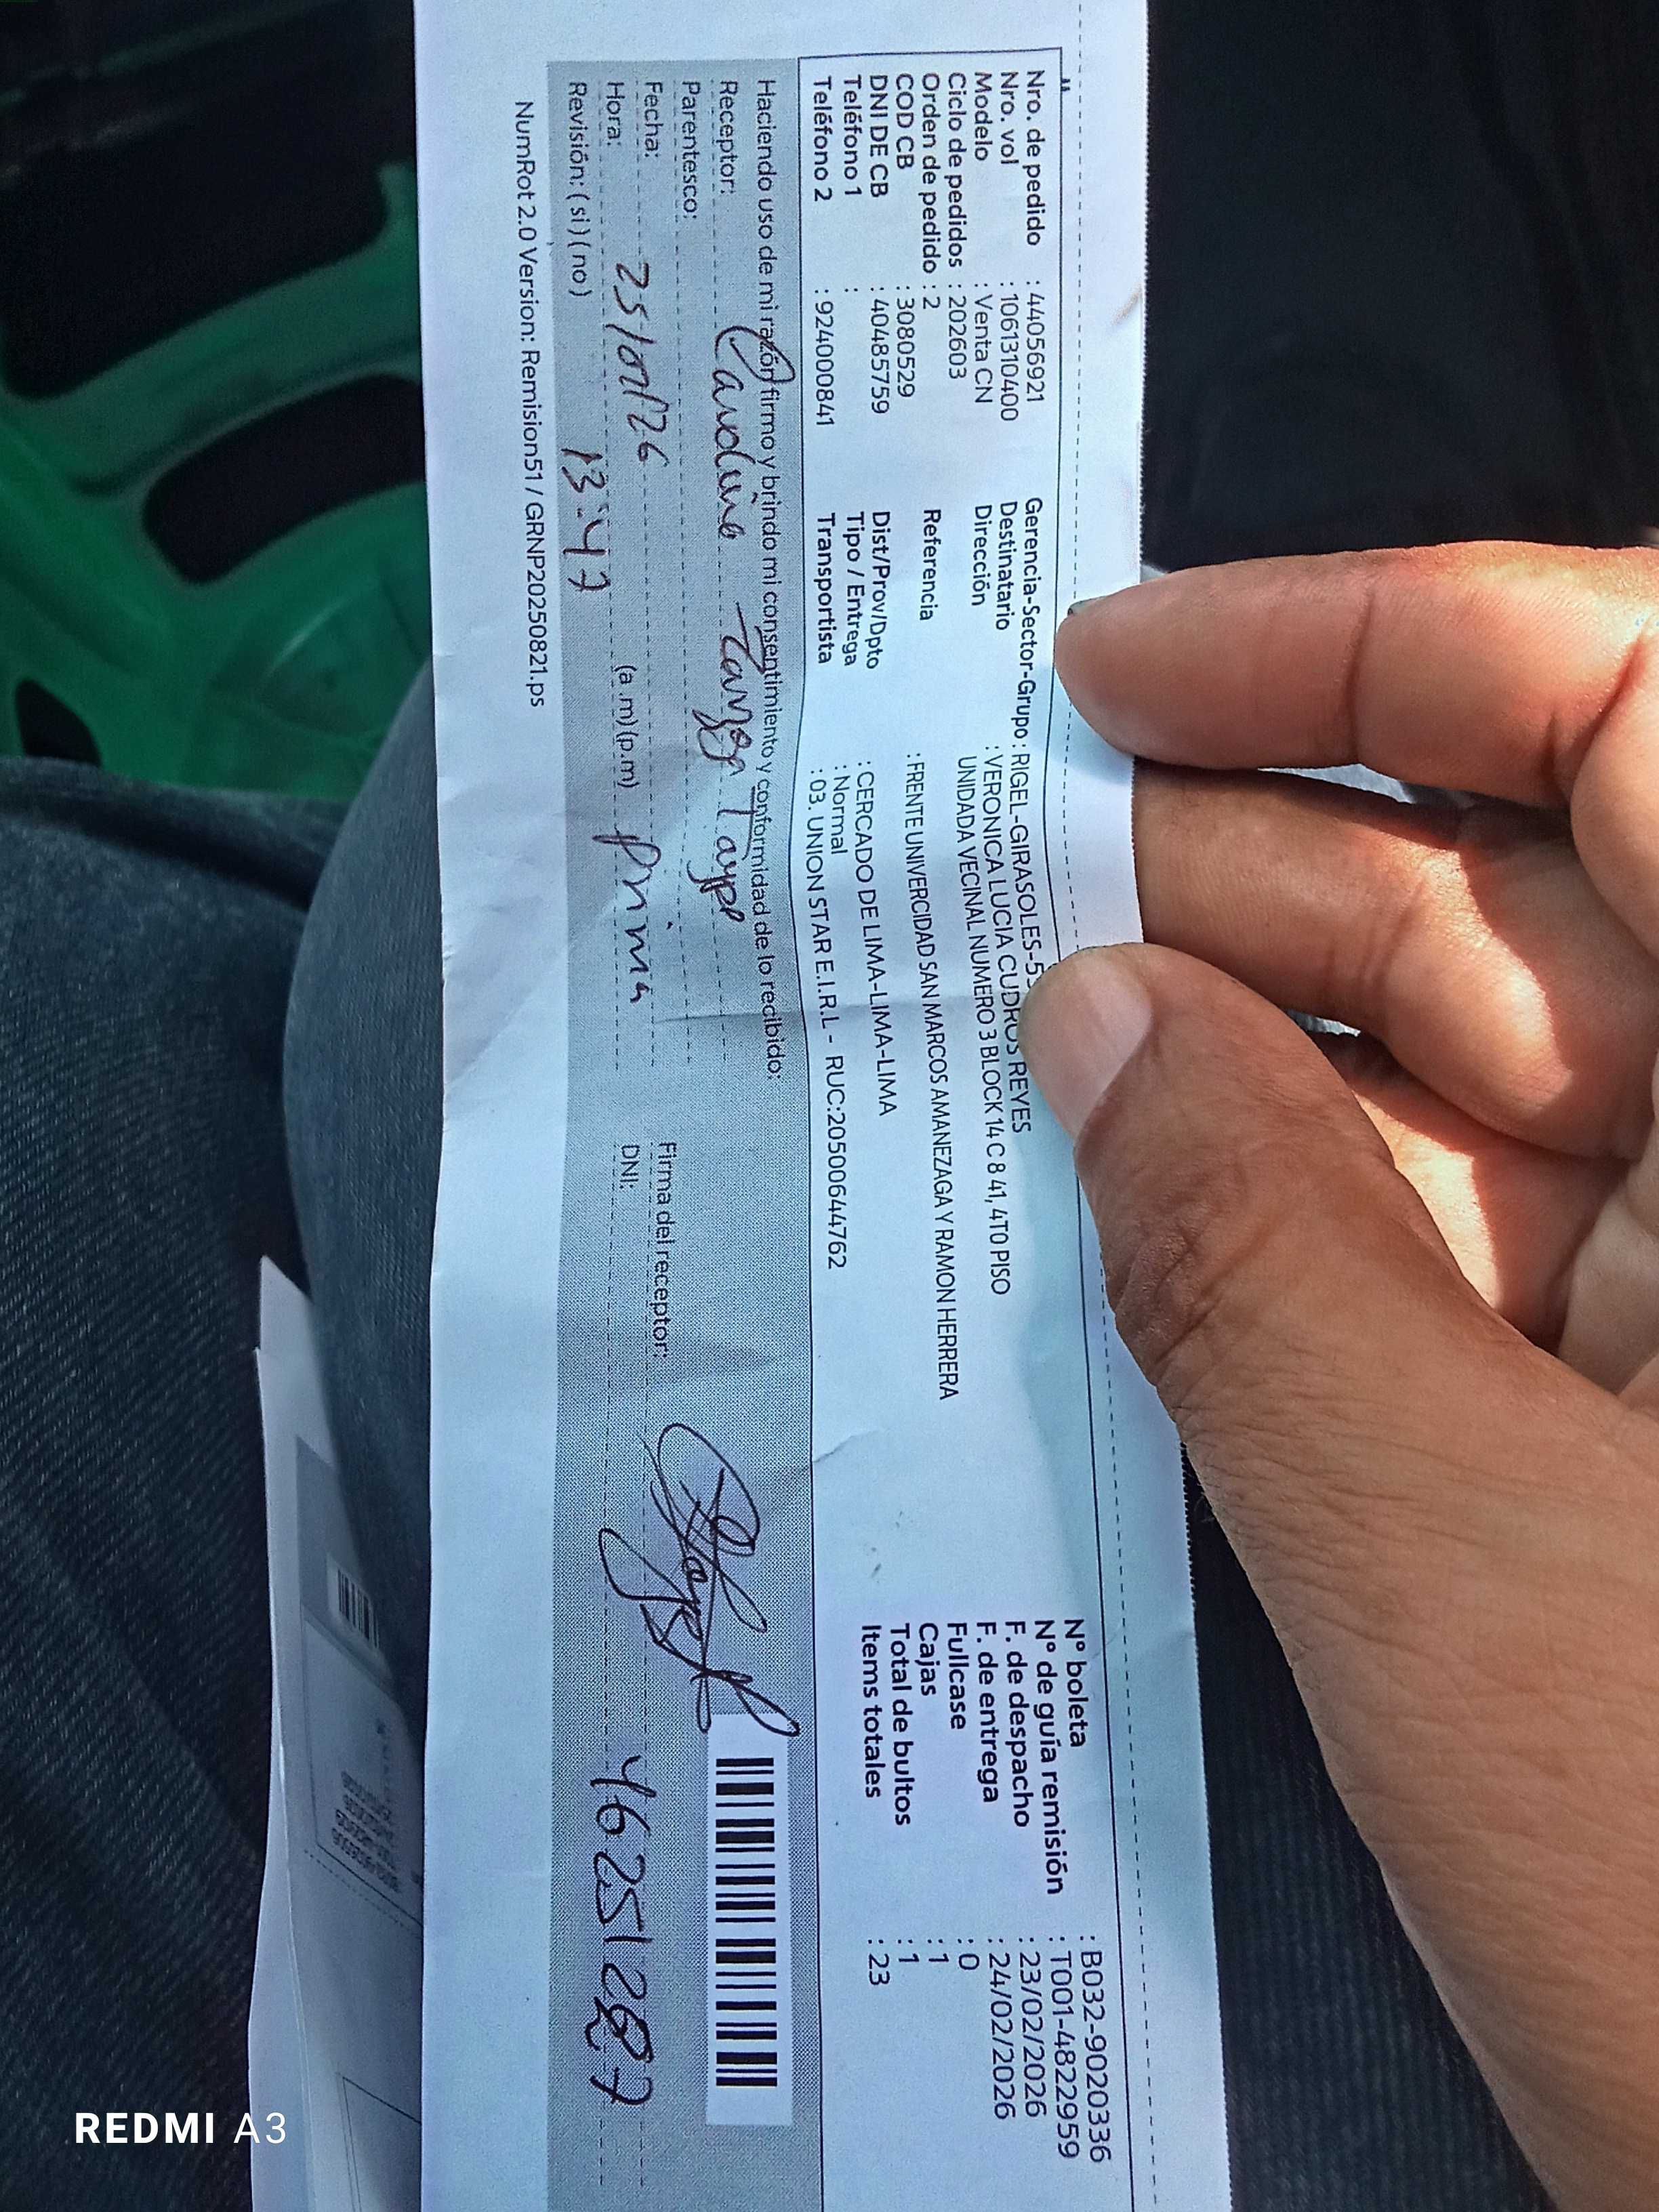 Nro. de pedido : 44056921
Nro. vol : 1061310400
Modelo : Venta CN
Ciclo de pedidos : 202603
Orden de pedido : 2
COD CB : 3080529
DNI DE CB : 40485759
Teléfono 1 :
Teléfono 2 : 924000841
Gerencia-Sector-Grupo : RIGEL-GIRASOLES-5
Destinatario : VERONICA LUCIA CUDROS REYES
Dirección UNIDADA VECINAL NUMERO 3 BLOCK 14 C 8 41, 4TO PISO
Referencia : FRENTE UNIVERCIDAD SAN MARCOS AMANEZAGA Y RAMON HERRERA
Dist/Prov/Dpto : CERCADO DE LIMA-LIMA-LIMA
Tipo / Entrega : Normal
Transportista : 03. UNION STAR E.I.R.L - RUC:20500644762
N° boleta : B032-9020336
N° de guía remisión : T001-4822959
F. de despacho : 23/02/2026
F. de entrega : 24/02/2026
Fullcase : 0
Cajas : 1
Total de bultos : 1
Items totales : 23
Haciendo uso de mi razón firmo y brindo mi consentimiento y conformidad de lo recibido:
Receptor: Taype
Parentesco: prima
Fecha: 25/02/26
Hora: 13:47 (a.m)(p.m)
Revisión: (si) (no)
Firma del receptor:
DNI: 46251287
NumRot 2.0 Version: Remision51 / GRNP20250821.ps
REDMI A3